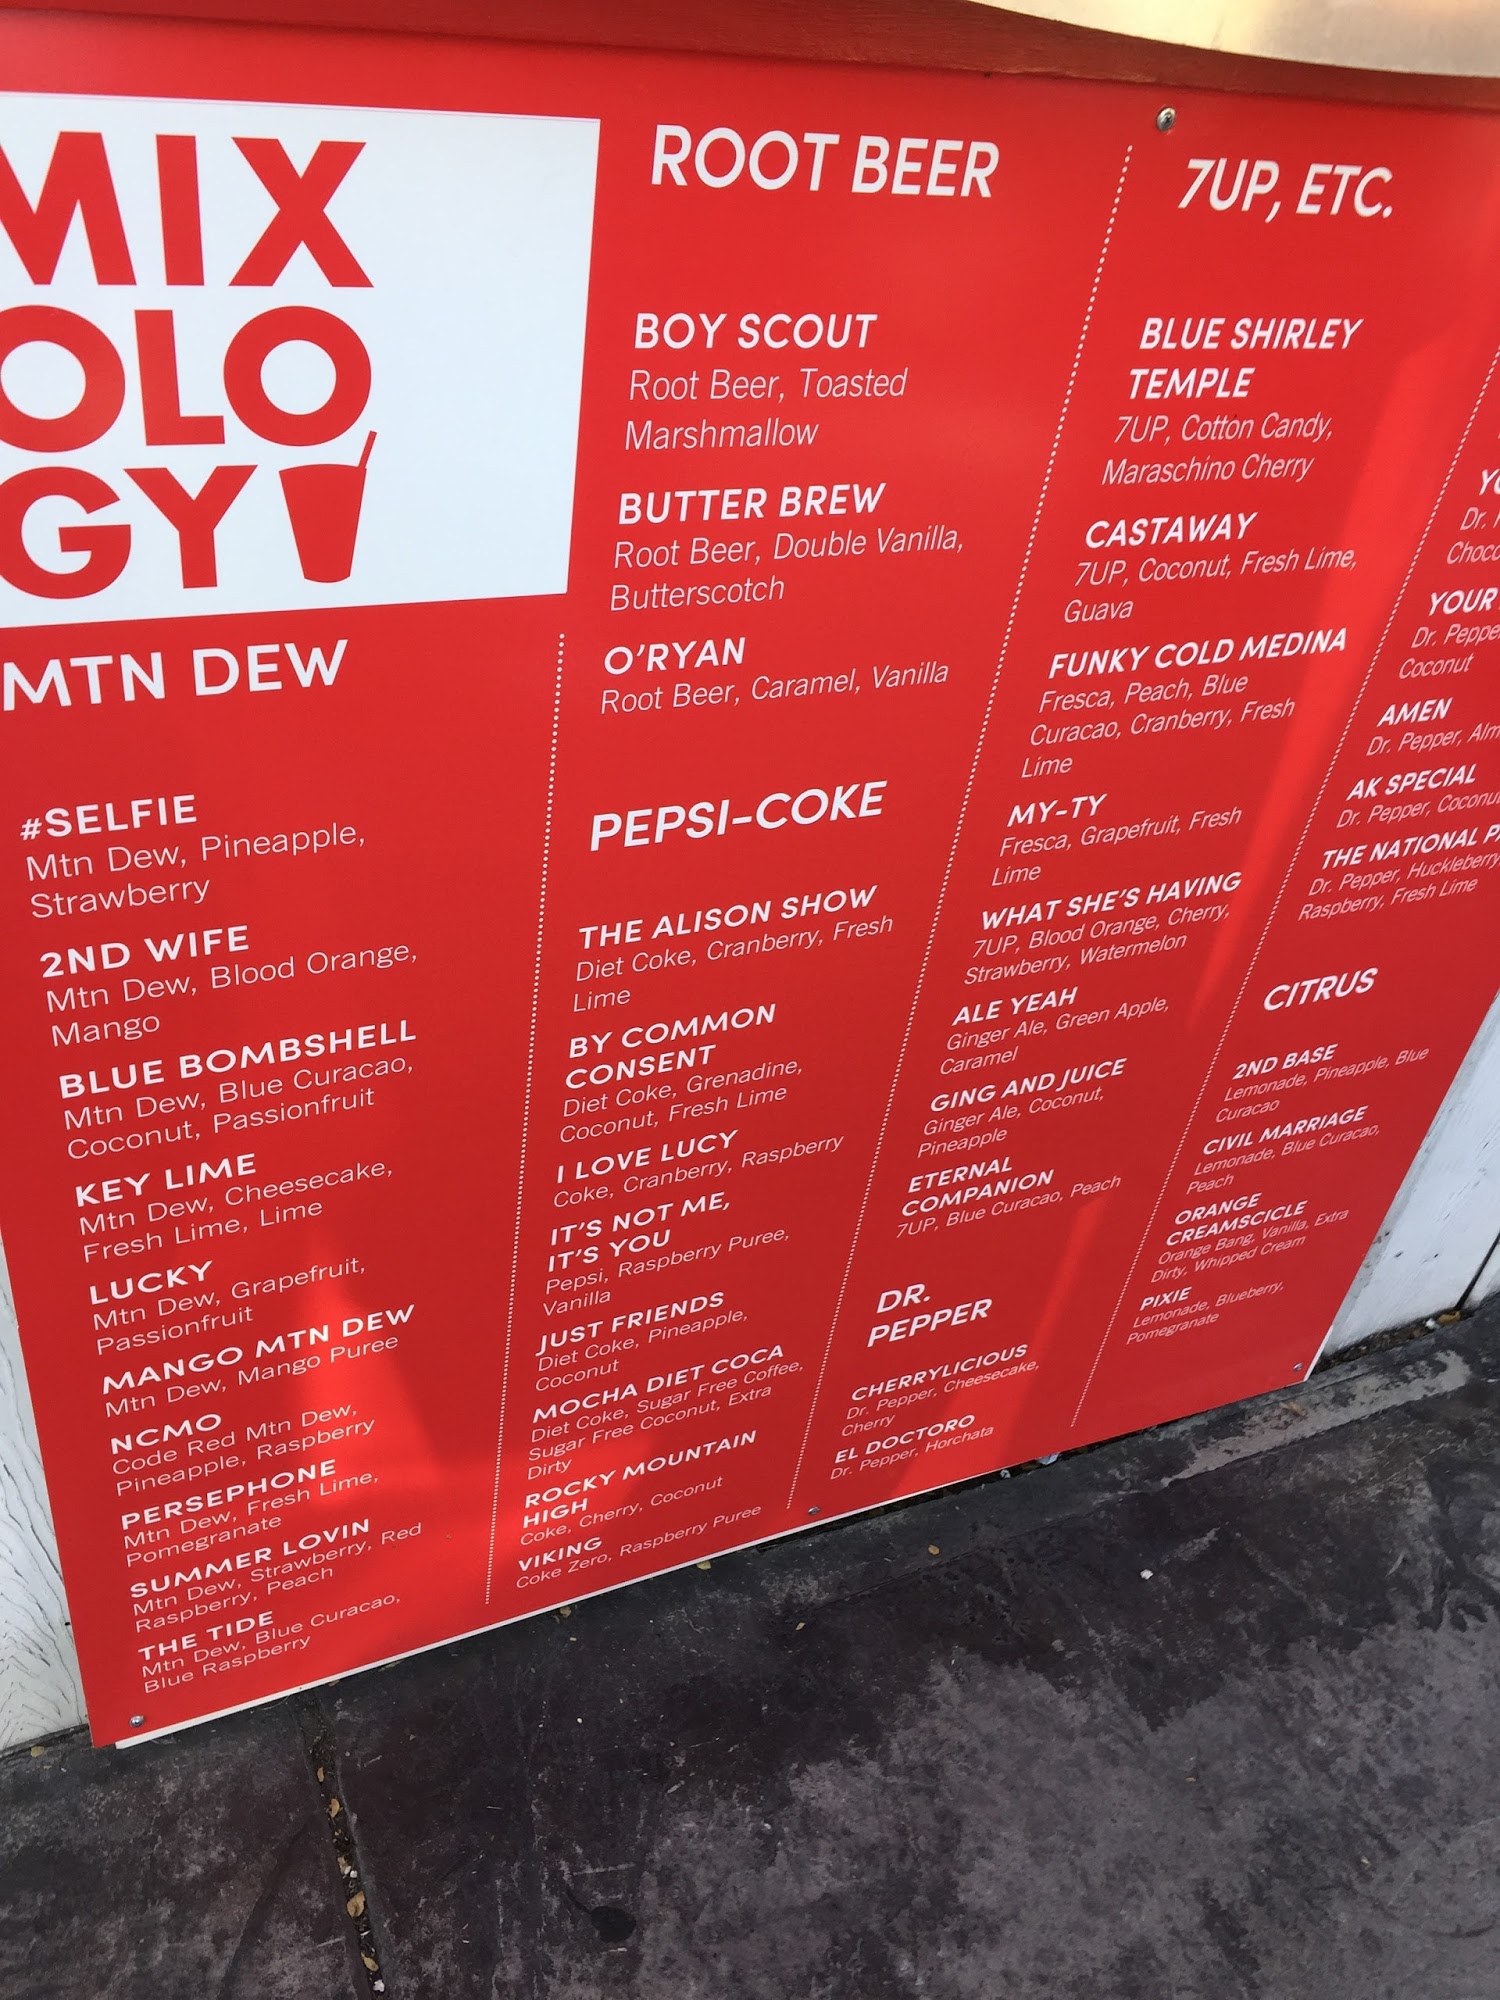 MIX
OLO
GY
MTN DEW
#SELFIE
Mtn Dew, Pineapple,
Strawberry
2ND WIFE
Mtn Dew, Blood Orange,
Mango
BLUE BOMBSHELL
Mtn Dew, Blue Curacao,
Coconut, Passionfruit
KEY LIME
Mtn Dew, Cheesecake,
Fresh Lime, Lime
LUCKY
Mtn Dew, Grapefruit,
Passionfruit
MANGO MTN DEW
Mtn Dew, Mango Puree
NCMO
Code Red Mtn Dew,
Pineapple, Raspberry
PERSEPHONE
Mtn Dew, Fresh Lime,
Pomegranate
SUMMER LOVIN
Mtn Dew, Strawberry, Red
Raspberry, Peach
THE TIDE
Mtn Dew, Blue Curacao,
Blue Raspberry
ROOT BEER
BOY SCOUT
Root Beer, Toasted
Marshmallow
BUTTER BREW
Root Beer, Double Vanilla,
Butterscotch
O'RYAN
Root Beer, Caramel, Vanilla
PEPSI-COKE
THE ALISON SHOW
Diet Coke, Cranberry, Fresh
Lime
BY COMMON
CONSENT
Diet Coke, Grenadine,
Coconut, Fresh Lime
I LOVE LUCY
Coke, Cranberry, Raspberry
IT'S NOT ME,
IT'S YOU
Pepsi, Raspberry Puree,
Vanilla
JUST FRIENDS
Diet Coke, Pineapple,
Coconut
MOCHA DIET COCA
Diet Coke, Sugar Free Coffee,
Sugar Free Coconut, Extra
Dirty
ROCKY MOUNTAIN
HIGH
Coke, Cherry, Coconut
VIKING
Coke Zero, Raspberry Puree
7UP, ETC.
BLUE SHIRLEY
TEMPLE
7UP, Cotton Candy,
Maraschino Cherry
CASTAWAY
7UP, Coconut, Fresh Lime,
Guava
FUNKY COLD MEDINA
Fresca, Peach, Blue
Curacao, Cranberry, Fresh
Lime
MY-TY
Fresca, Grapefruit, Fresh
Lime
WHAT SHE'S HAVING
7UP, Blood Orange, Cherry,
Strawberry, Watermelon
ALE YEAH
Ginger Ale, Green Apple,
Caramel
GING AND JUICE
Ginger Ale, Coconut,
Pineapple
ETERNAL
COMPANION
7UP, Blue Curacao, Peach
DR.
PEPPER
CHERRYLICIOUS
Dr. Pepper, Cheesecake,
Cherry
EL DOCTORO
Dr. Pepper, Horchata
Dr.
YOUR
Dr. Pepper
Coconut
AMEN
Dr. Pepper,
AK SPECIAL
Dr. Pepper, Coconut
THE NATIONAL
Dr. Pepper, Huckleberry,
Raspberry, Fresh Lime
CITRUS
2ND BASE
Lemonade, Pineapple, Blue
Curacao
CIVIL MARRIAGE
Lemonade, Blue Curacao,
Peach
ORANGE
CREAMSCICLE
Orange Bang, Vanilla, Extra
Dirty, Whipped Cream
PIXIE
Lemonade, Blueberry,
Pomegranate